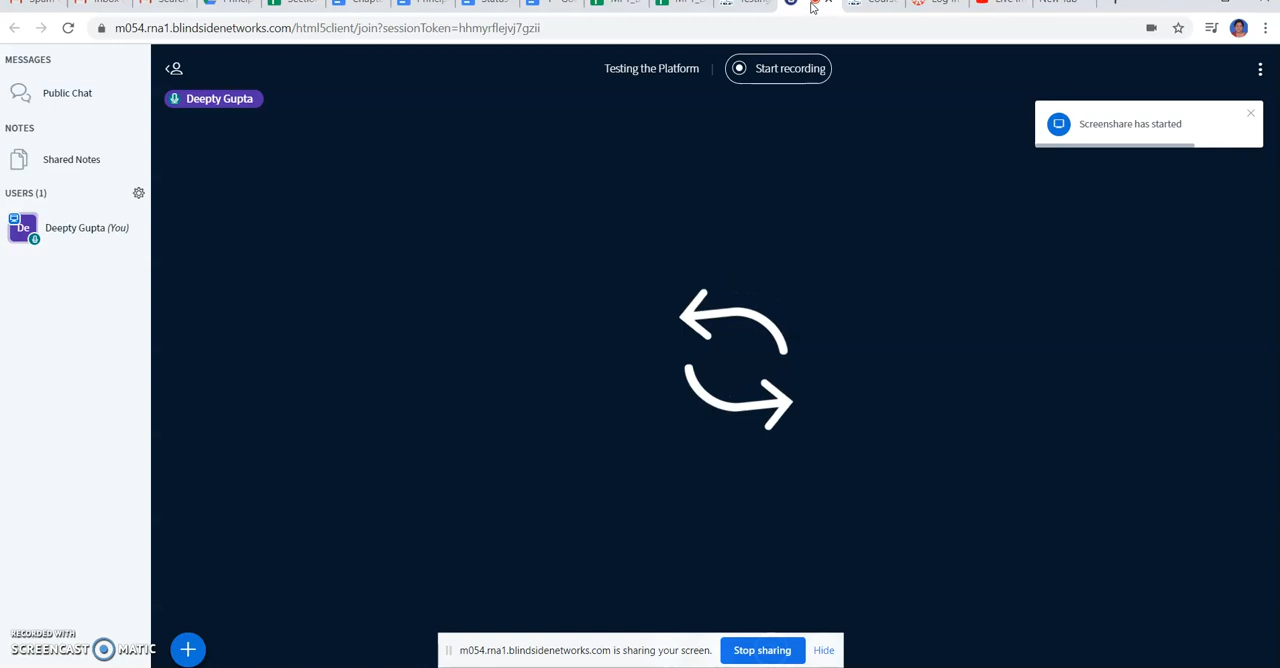 m054.rna1.blindsidenetworks.com/html5client/join?sessionToken=hhmyrflejvj7gzii
MESSAGES
Public Chat
NOTES
Shared Notes
USERS (1)
De
Deepty Gupta (You)
Testing the Platform | Start recording
Deepty Gupta
Screenshare has started
RECORDED WITH
SCREENCAST MATIC
m054.rna1.blindsidenetworks.com is sharing your screen. Stop sharing Hide